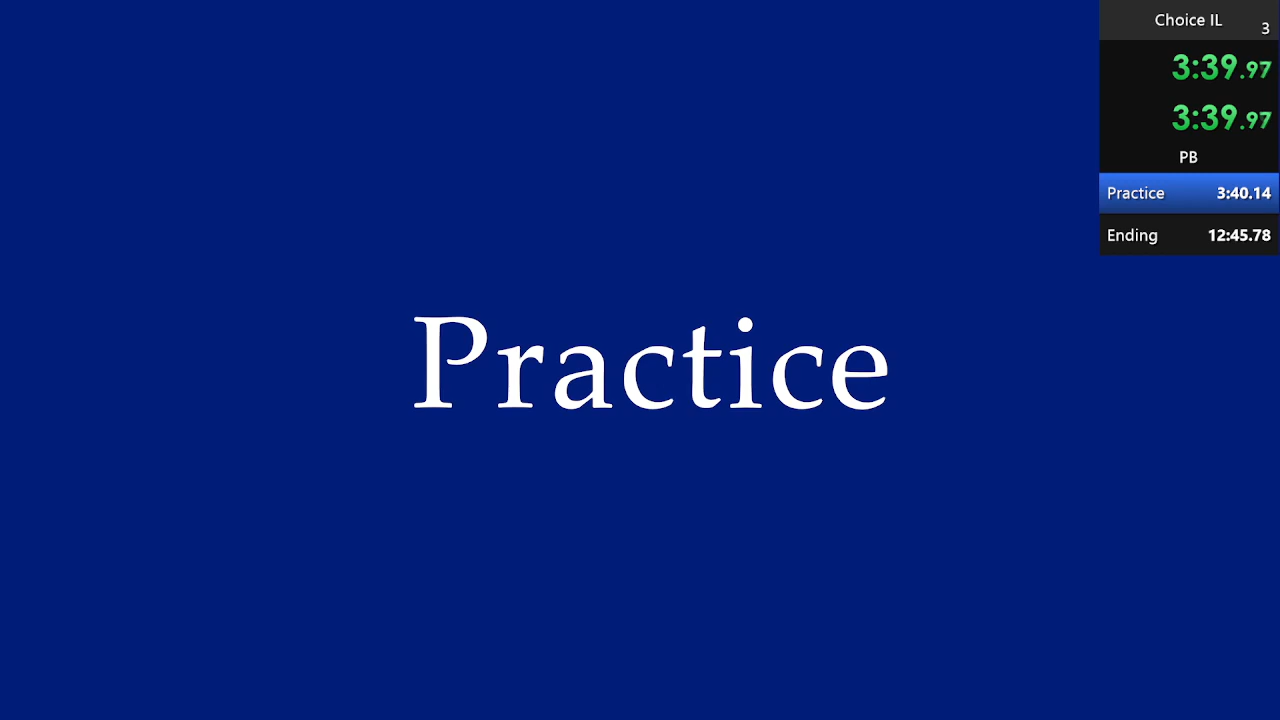 Choice IL
3
3:39.97
3:39.97
PB
Practice 3:40.14
Ending 12:45.78
Practice